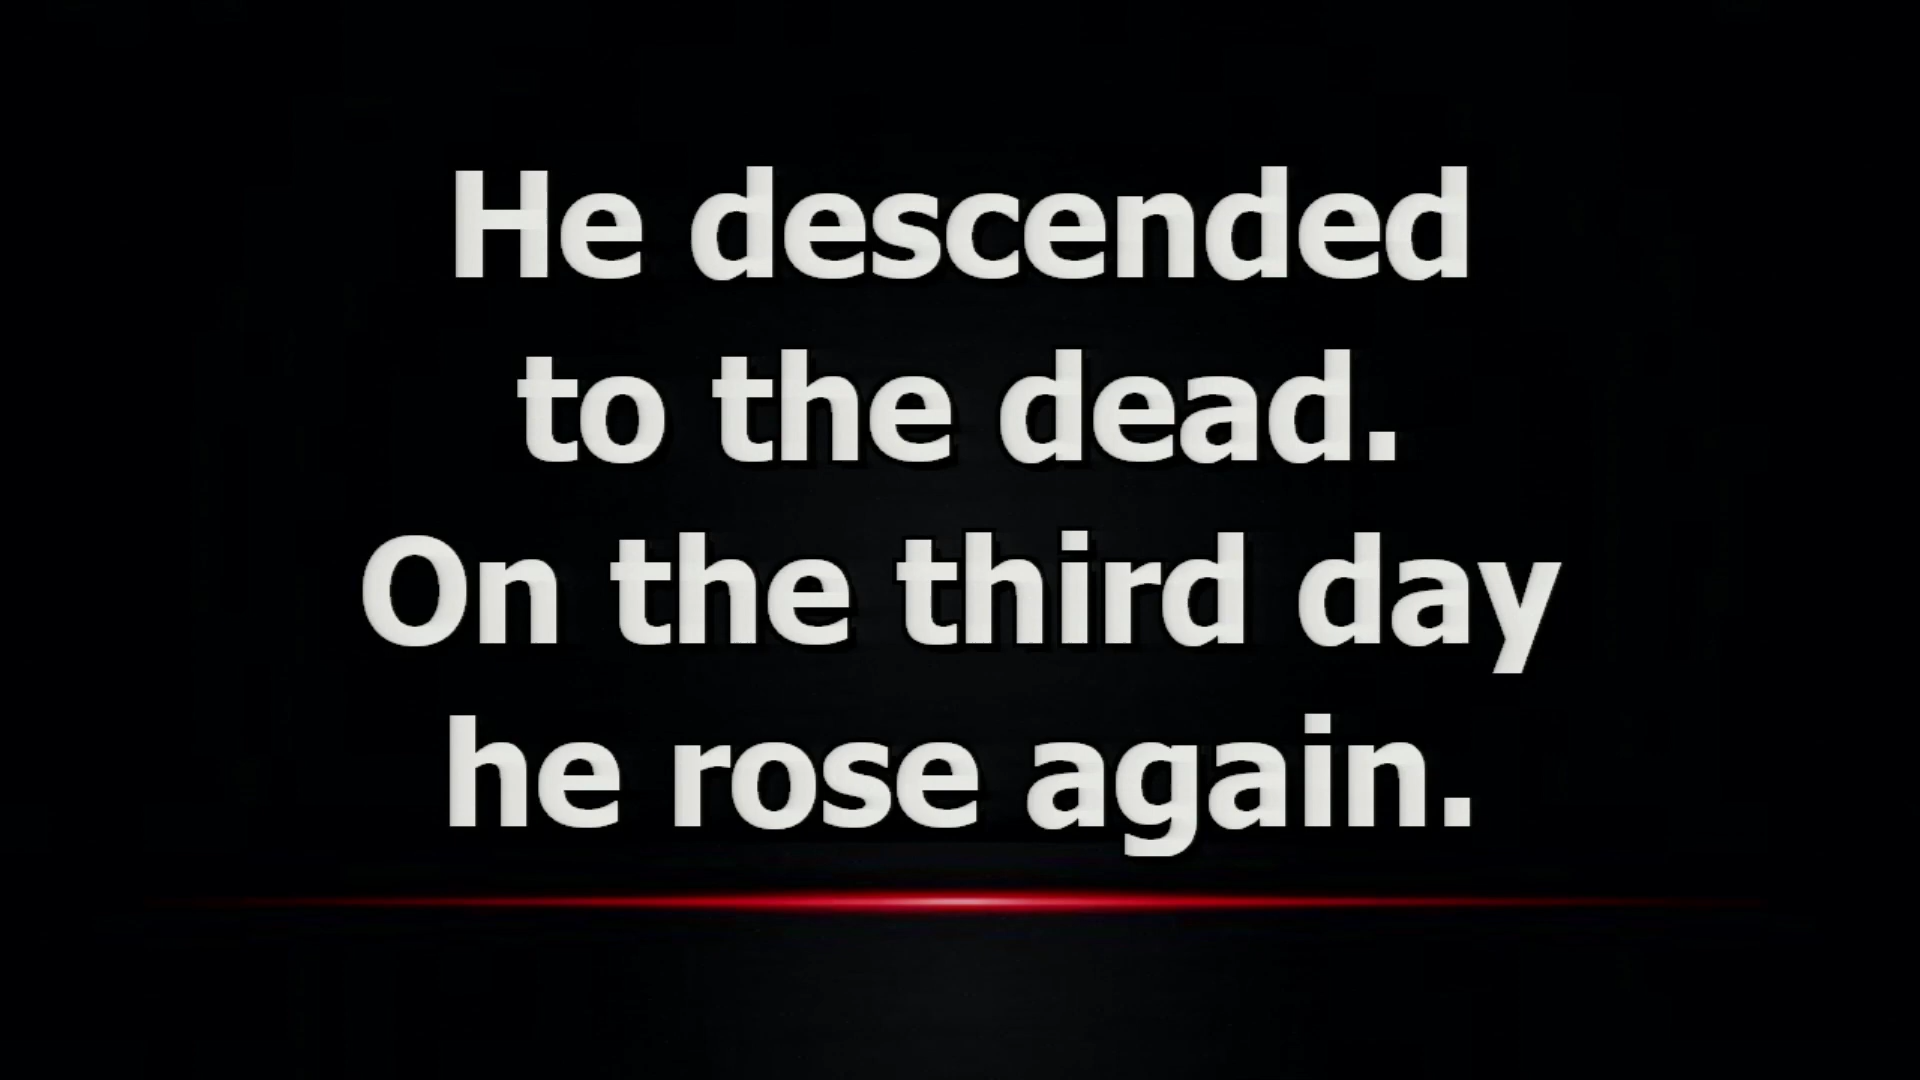 He descended
to the dead.
On the third day
he rose again.